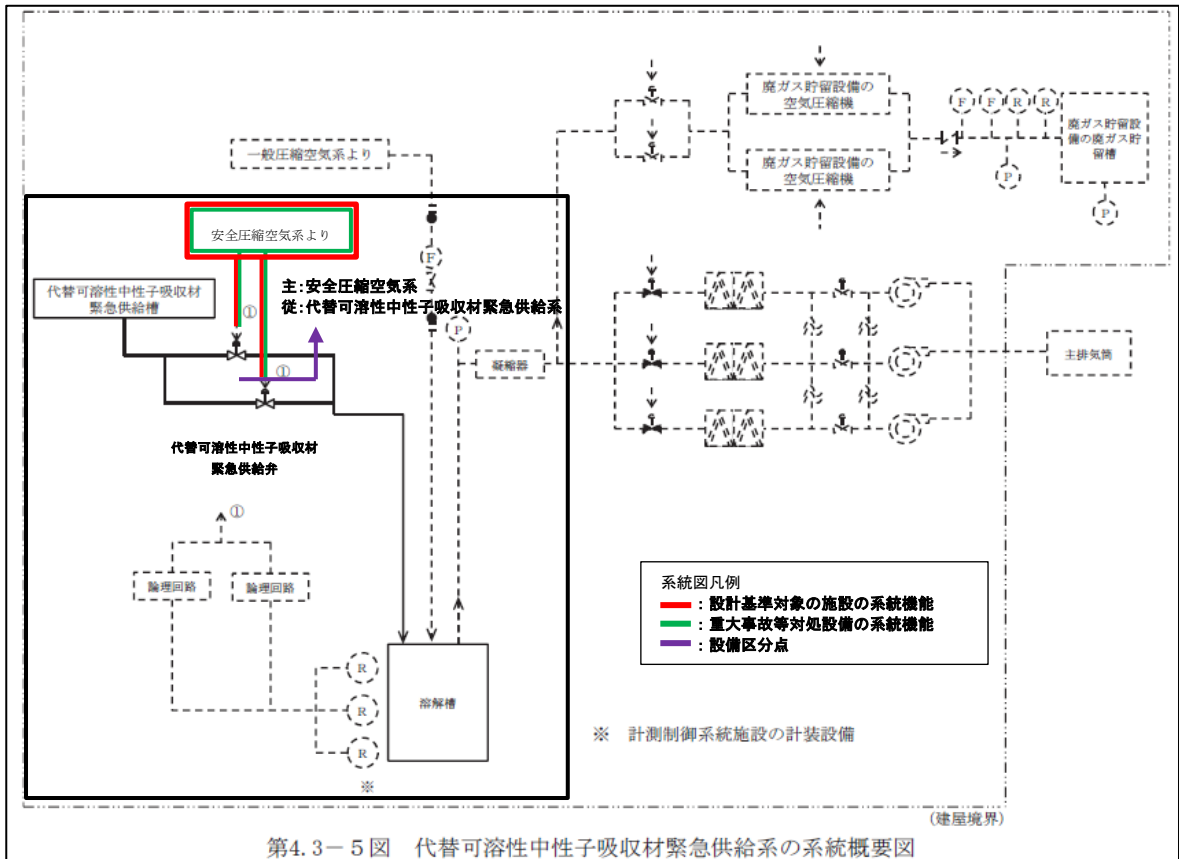 廃ガス貯留設備の
空気圧縮機
F
F
R
R
廃ガス貯留設
備の廃ガス貯
留槽
P
P
廃ガス貯留設備の
空気圧縮機
一般圧縮空気系より
F
P
安全圧縮空気系より
代替可溶性中性子吸収材
緊急供給槽
①
主：安全圧縮空気系
従：代替可溶性中性子吸収材緊急供給系
①
凝縮器
主排気筒
代替可溶性中性子吸収材
緊急供給弁
①
論理回路
論理回路
R
R
R
※
溶解槽
系統図凡例
：設計基準対象の施設の系統機能
：重大事故等対処設備の系統機能
：設備区分点
※　計測制御系統施設の計装設備
(建屋境界)
第4.3－5図　代替可溶性中性子吸収材緊急供給系の系統概要図